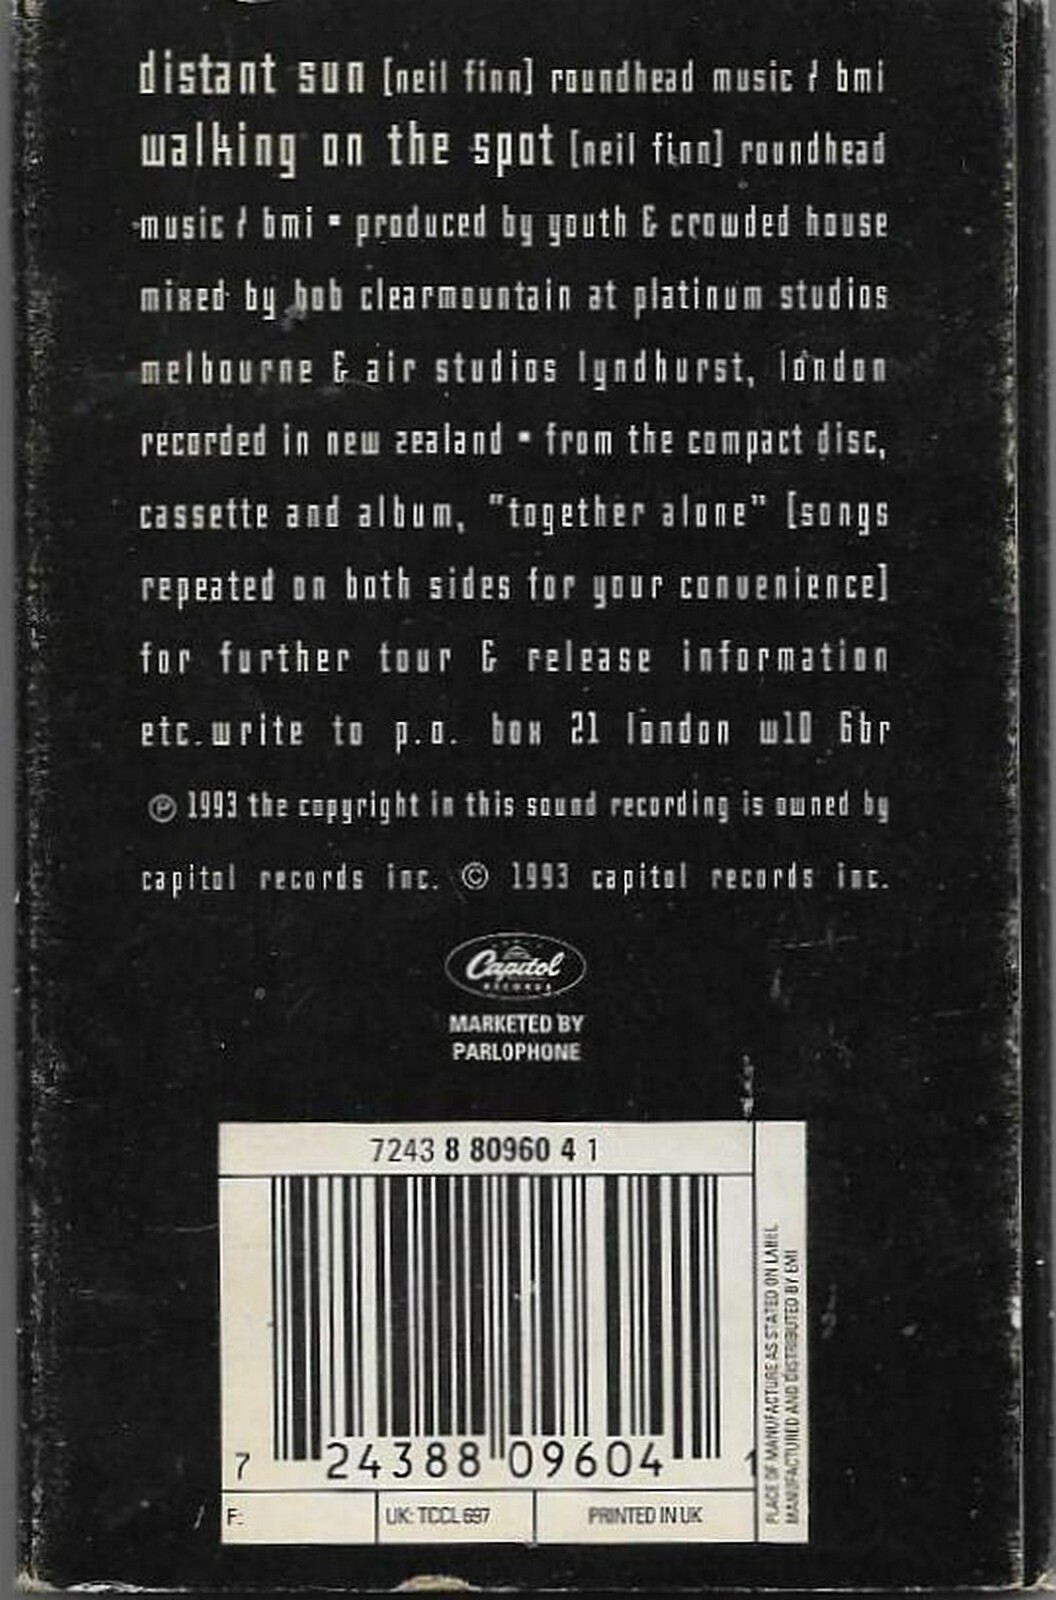 distant sun [neil finn] roundhead music / bmi
walking on the spot [neil finn] roundhead
music / bmi ▪ produced by youth & crowded house
mixed by bob clearmountain at platinum studios
melbourne & air studios lyndhurst, london
recorded in new zealand ▪ from the compact disc,
cassette and album, "together alone" [songs
repeated on both sides for your convenience]
for further tour & release information
etc. write to p.o. box 21 london w10 6br
℗ 1993 the copyright in this sound recording is owned by
capitol records inc. © 1993 capitol records inc.
Capitol
RECORDS
MARKETED BY
PARLOPHONE
7243 8 80960 4 1
7 24388 09604 1
F:
UK: TCCL 697
PRINTED IN UK
PLACE OF MANUFACTURE AS STATED ON LABEL
MANUFACTURED AND DISTRIBUTED BY EMI